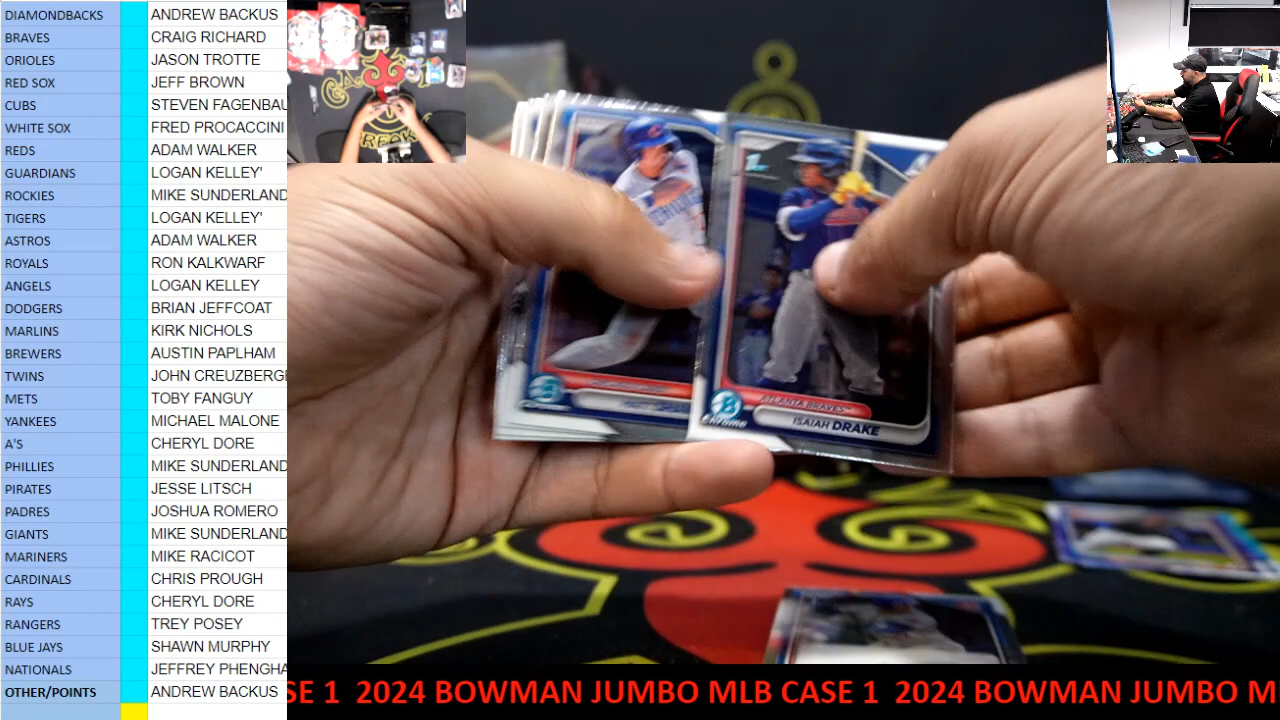 DIAMONDBACKS ANDREW BACKUS
BRAVES CRAIG RICHARD
ORIOLES JASON TROTTE
RED SOX JEFF BROWN
CUBS STEVEN FAGENBAU
WHITE SOX FRED PROCACCINI
REDS ADAM WALKER
GUARDIANS LOGAN KELLEY'
ROCKIES MIKE SUNDERLAND
TIGERS LOGAN KELLEY'
ASTROS ADAM WALKER
ROYALS RON KALKWARF
ANGELS LOGAN KELLEY
DODGERS BRIAN JEFFCOAT
MARLINS KIRK NICHOLS
BREWERS AUSTIN PAPLHAM
TWINS JOHN CREUZBERGE
METS TOBY FANGUY
YANKEES MICHAEL MALONE
A'S CHERYL DORE
PHILLIES MIKE SUNDERLAND
PIRATES JESSE LITSCH
PADRES JOSHUA ROMERO
GIANTS MIKE SUNDERLAND
MARINERS MIKE RACICOT
CARDINALS CHRIS PROUGH
RAYS CHERYL DORE
RANGERS TREY POSEY
BLUE JAYS SHAWN MURPHY
NATIONALS JEFFREY PHENGHA
OTHER/POINTS ANDREW BACKUS
ATLANTA BRAVES™
ISAIAH DRAKE
B
Chrome
1st
SE 1 2024 BOWMAN JUMBO MLB CASE 1 2024 BOWMAN JUMBO M